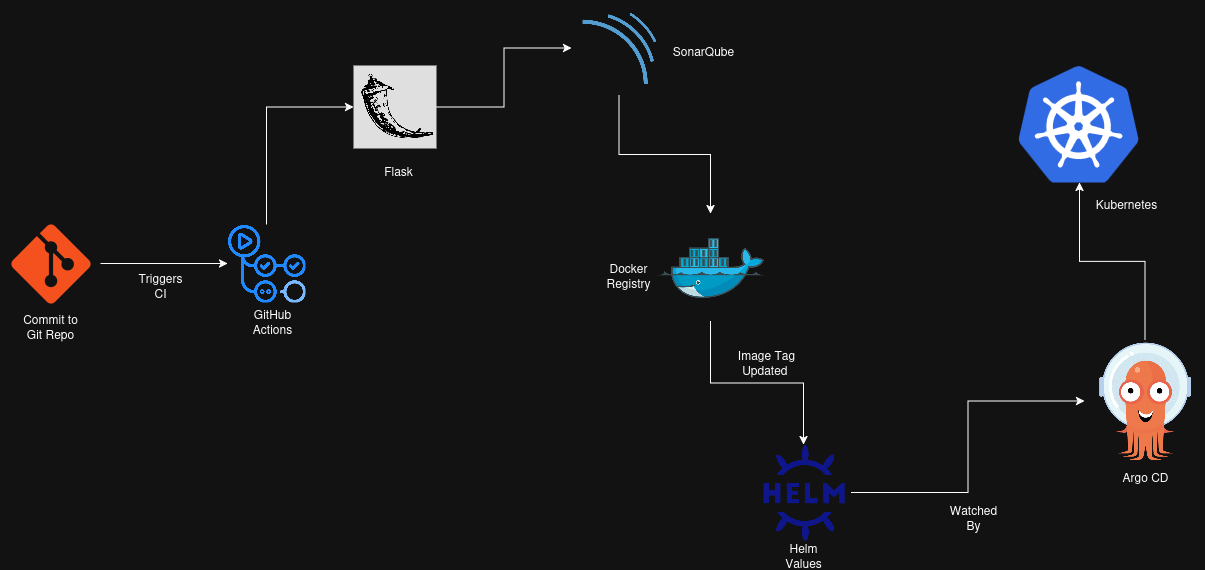 SonarQube
Flask
Kubernetes
Triggers
CI
Commit to
Git Repo
GitHub
Actions
Docker
Registry
Image Tag
Updated
HELM
Helm
Values
Watched
By
Argo CD